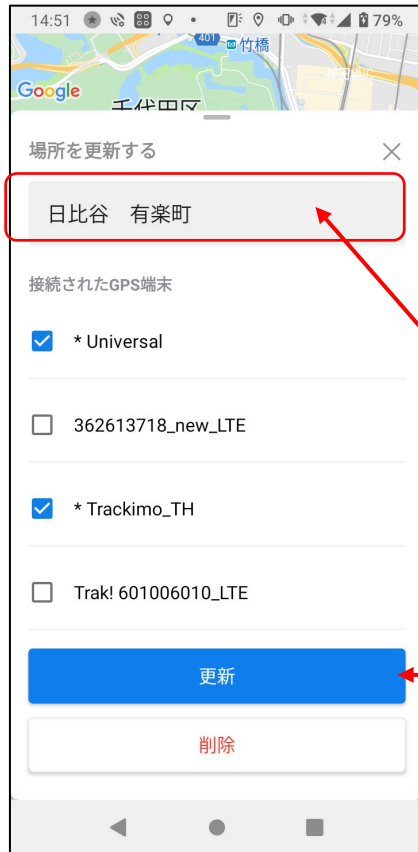 14:51 79%
401 竹橋
Google
千代田区
場所を更新する
日比谷　有楽町
接続されたGPS端末
* Universal
362613718_new_LTE
* Trackimo_TH
Trak! 601006010_LTE
更新
削除